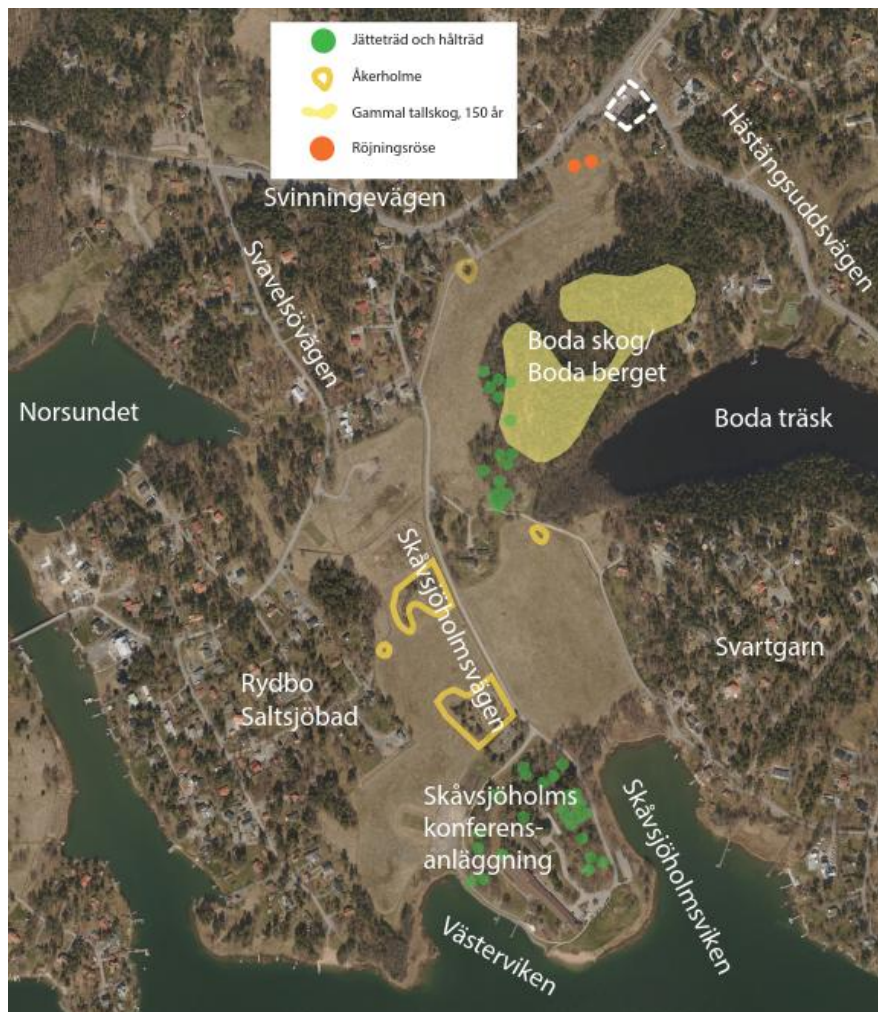 Jätteträd och hålträd
Åkerholme
Gammal tallskog, 150 år
Röjningsröse
Svinningevägen
Hästängsuddsvägen
Svavelsövägen
Boda skog/
Boda berget
Norsundet
Boda träsk
Skåvsjöholmsvägen
Svartgarn
Rydbo
Saltsjöbad
Skåvsjöholms
konferens-
anläggning
Skåvsjöholmsviken
Västerviken